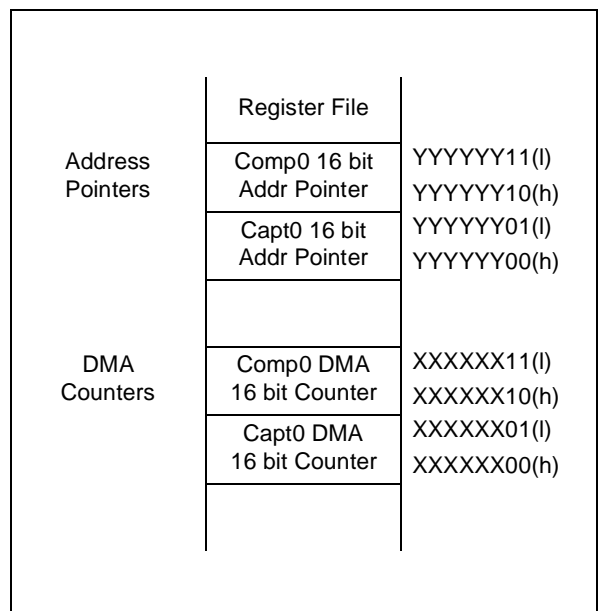 Register File
Address
Pointers
Comp0 16 bit
Addr Pointer
YYYYYY11(l)
YYYYYY10(h)
Capt0 16 bit
Addr Pointer
YYYYYY01(l)
YYYYYY00(h)
DMA
Counters
Comp0 DMA
16 bit Counter
XXXXXX11(l)
XXXXXX10(h)
Capt0 DMA
16 bit Counter
XXXXXX01(l)
XXXXXX00(h)